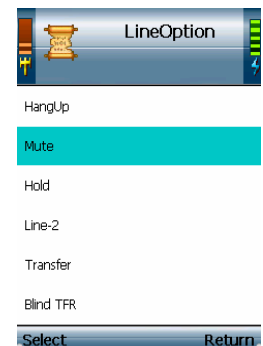 LineOption
HangUp
Mute
Hold
Line-2
Transfer
Blind TFR
Select Return